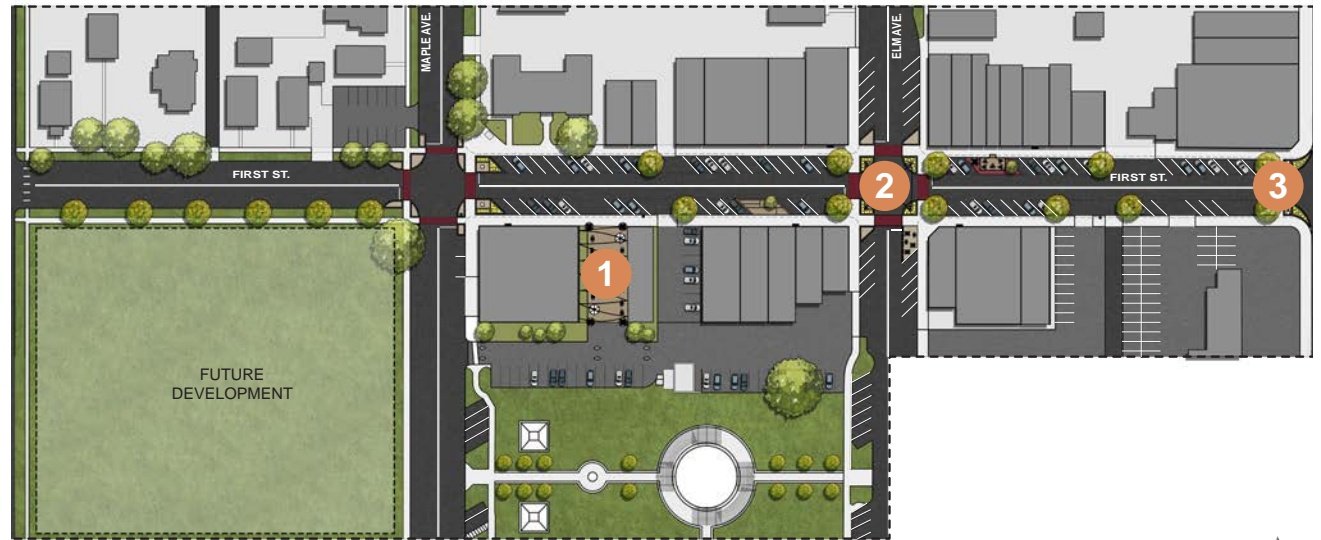 MAPLE AVE.
ELM AVE.
FIRST ST.
FIRST ST.
2
3
1
FUTURE
DEVELOPMENT